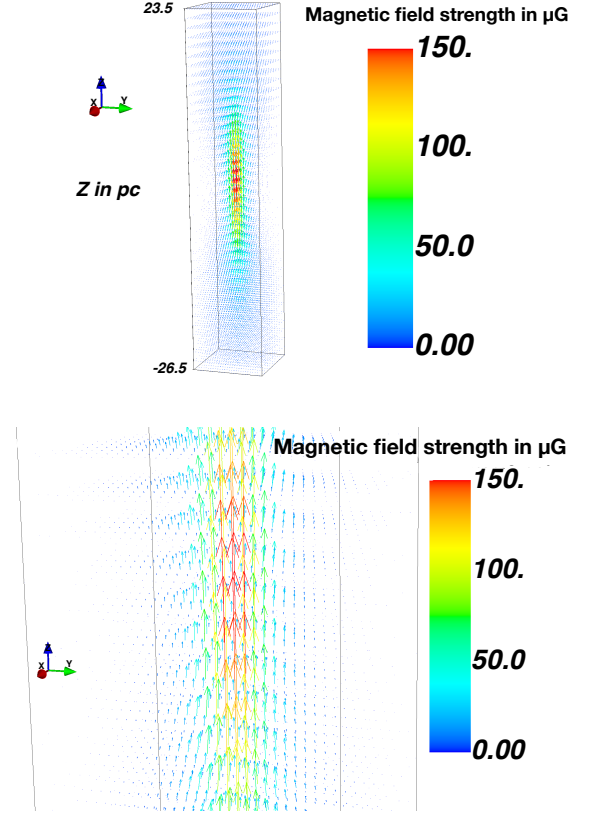 23.5
Magnetic field strength in µG
150.
X Y
100.
Z in pc
50.0
0.00
-26.5
Magnetic field strength in µG
150.
100.
X Y
50.0
0.00